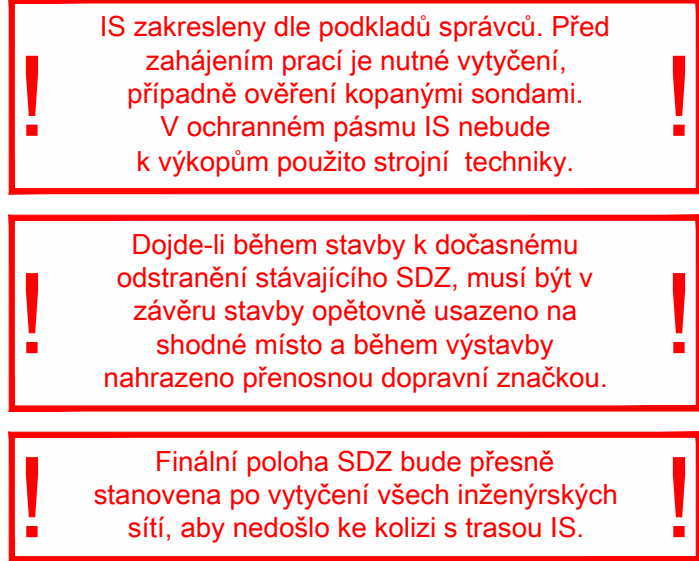 IS zakresleny dle podkladů správců. Před
zahájením prací je nutné vytyčení,
! případně ověření kopanými sondami. !
V ochranném pásmu IS nebude
k výkopům použito strojní techniky.
Dojde-li během stavby k dočasnému
odstranění stávajícího SDZ, musí být v
! závěru stavby opětovně usazeno na !
shodné místo a během výstavby
nahrazeno přenosnou dopravní značkou.
Finální poloha SDZ bude přesně
! stanovena po vytyčení všech inženýrských !
sítí, aby nedošlo ke kolizi s trasou IS.